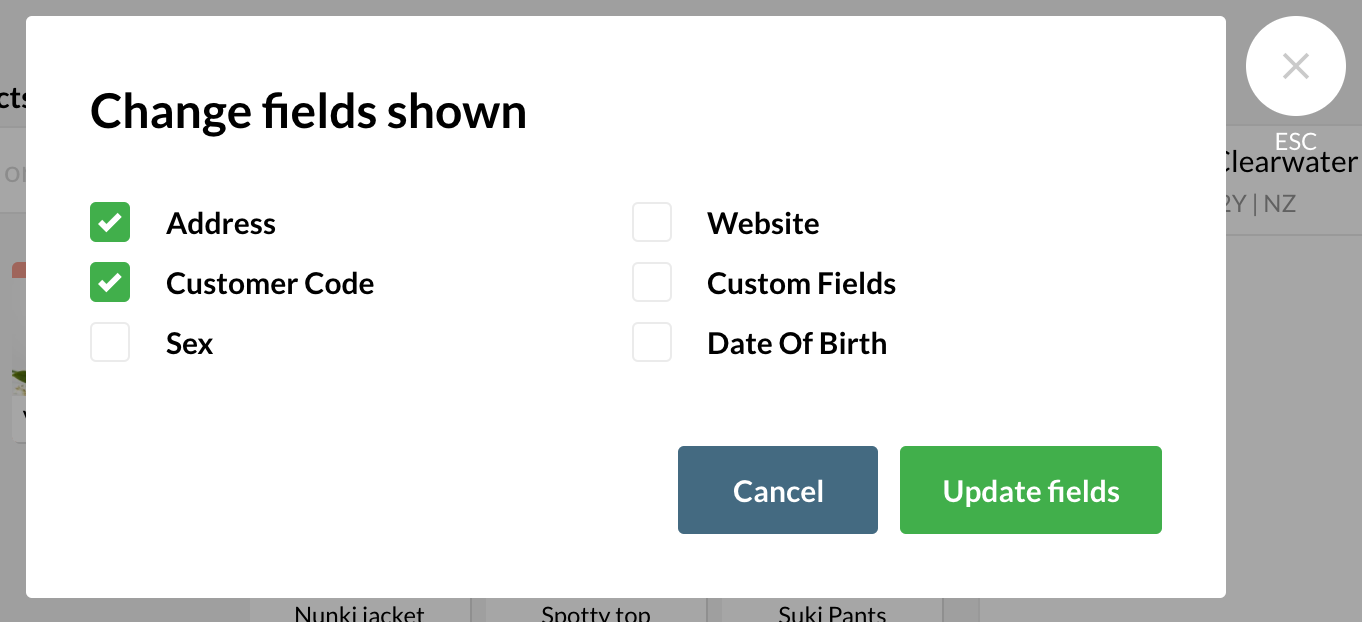 Change fields shown
ESC
Clearwater
2Y | NZ
Address
Website
Customer Code
Custom Fields
Sex
Date Of Birth
Cancel
Update fields
Nunki jacket
Spotty top
Suki Pants